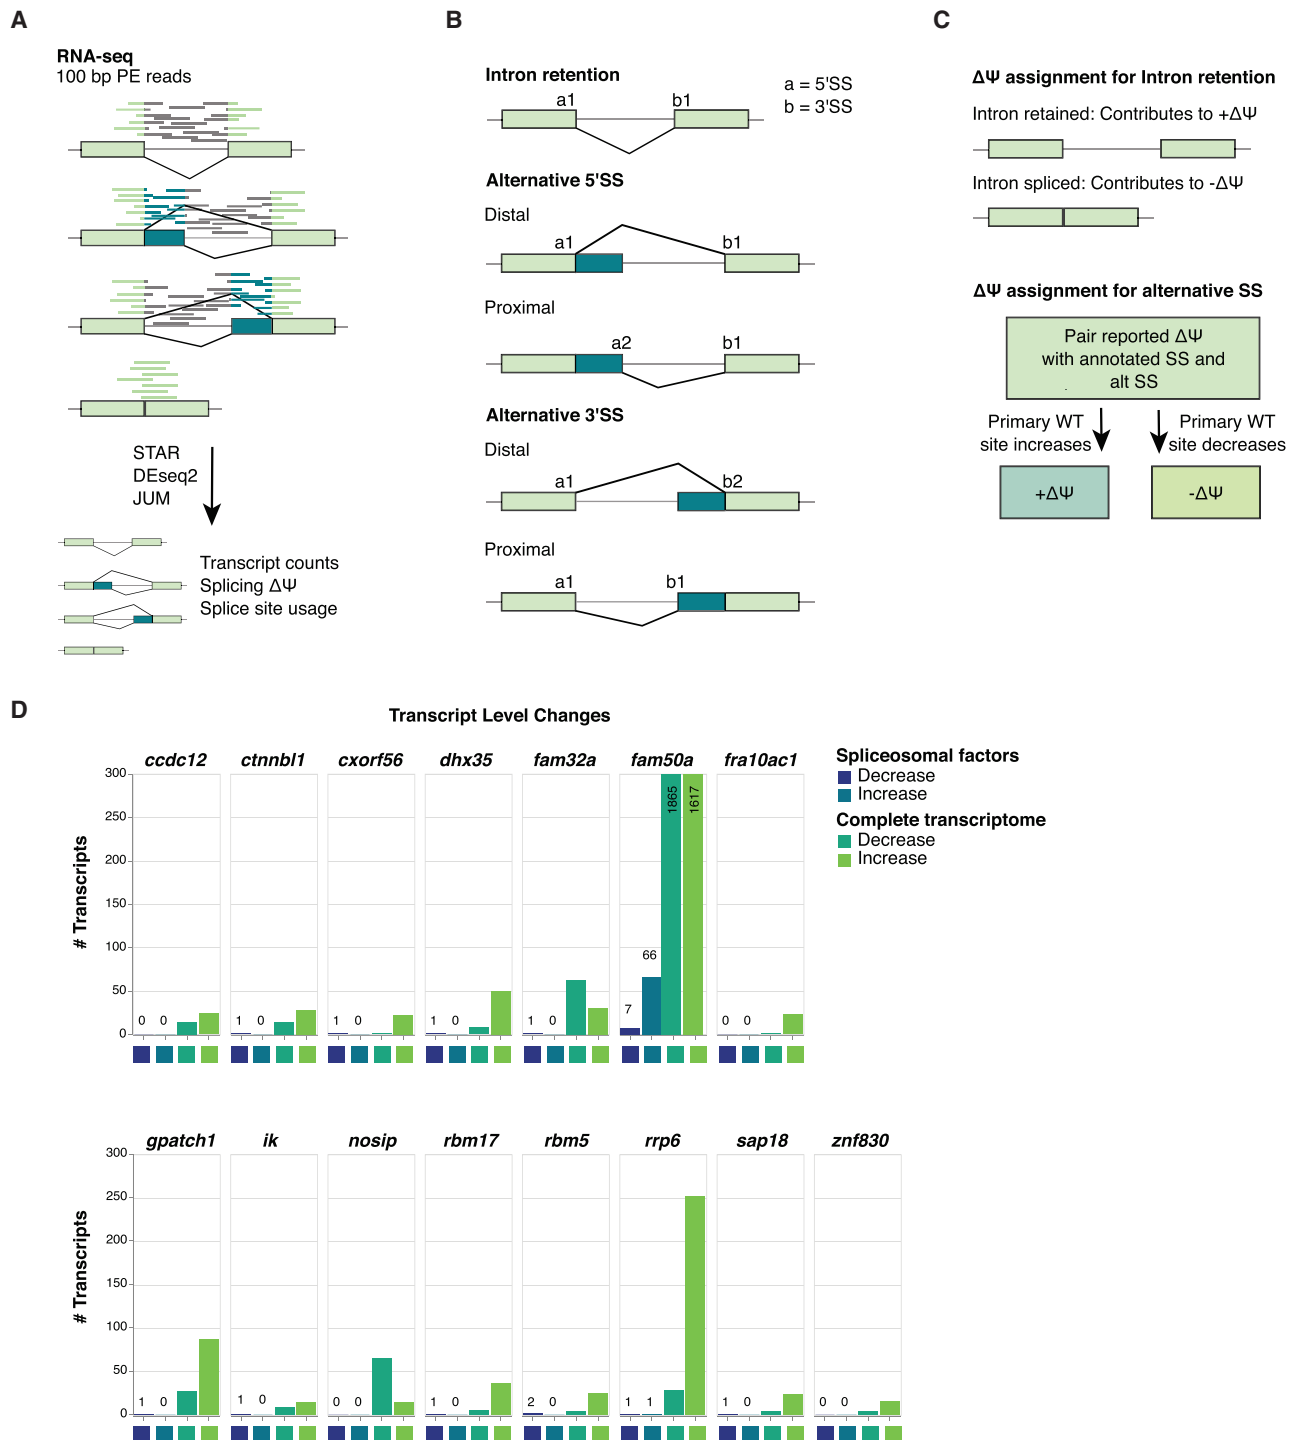 A
RNA-seq
100 bp PE reads
STAR
DEseq2
JUM
Transcript counts
Splicing ΔΨ
Splice site usage
B
Intron retention
a = 5'SS
b = 3'SS
a1 b1
Alternative 5'SS
Distal
a1 b1
Proximal
a2 b1
Alternative 3'SS
Distal
a1 b2
Proximal
a1 b1
C
ΔΨ assignment for Intron retention
Intron retained: Contributes to +ΔΨ
Intron spliced: Contributes to -ΔΨ
ΔΨ assignment for alternative SS
Pair reported ΔΨ
with annotated SS and
alt SS
Primary WT
site increases
Primary WT
site decreases
+ΔΨ
-ΔΨ
D
Transcript Level Changes
ccdc12 ctnnbl1 cxorf56 dhx35 fam32a fam50a fra10ac1
Spliceosomal factors
Decrease
Increase
Complete transcriptome
Decrease
Increase
# Transcripts
300
250
200
150
100
50
0
0 0
1 0
1 0
1 0
1 0
7 66 1865 1617
0 0
gpatch1 ik nosip rbm17 rbm5 rrp6 sap18 znf830
# Transcripts
300
250
200
150
100
50
0
1 0
1 0
0 0
1 0
2 0
1 1
1 0
0 0